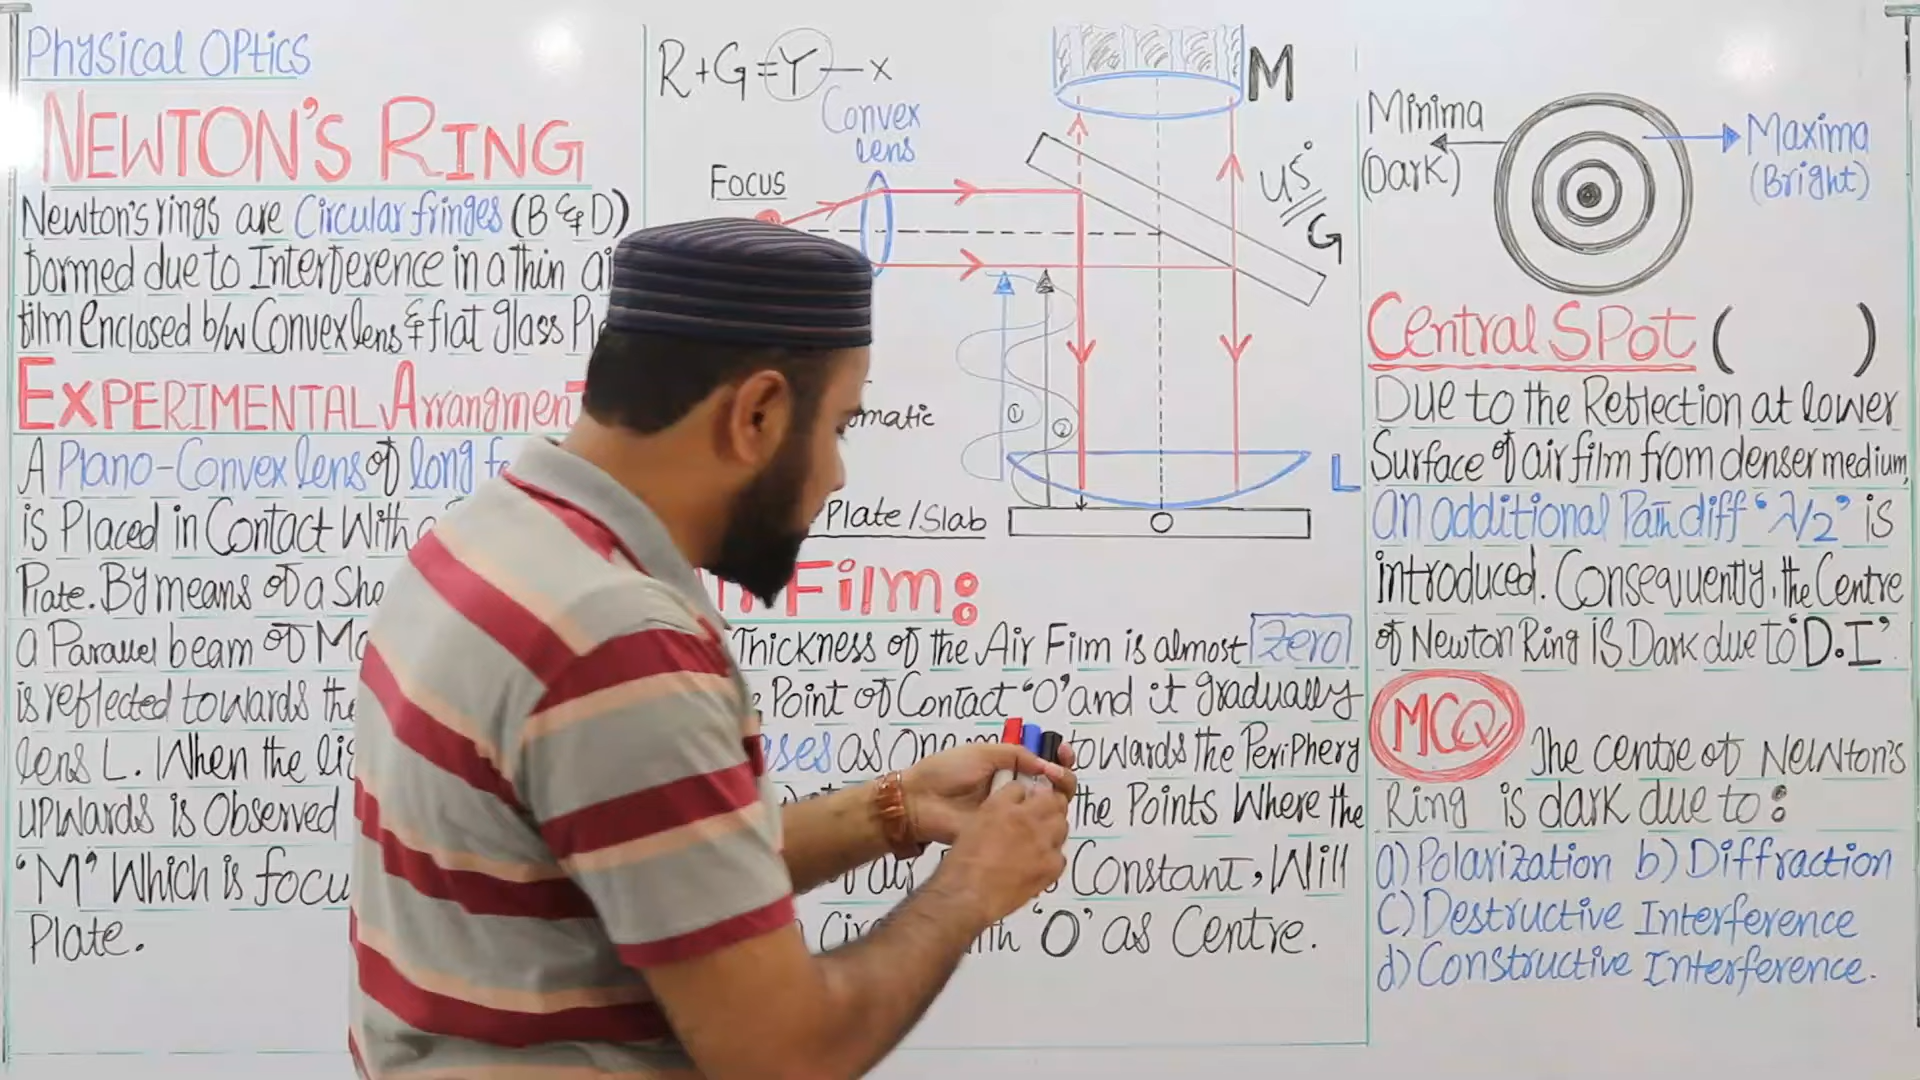 Physical Optics
NEWTON'S RING
Newton's rings are Circular fringes (B & D)
formed due to Interference in a thin
film enclosed b/w Convex lens & flat glass
EXPERIMENTAL Arrangmen
A Plano-Convex lens of long
is Placed in Contact With
Plate. By means of a
a Parallel beam of
is reflected towards the
lens L. When the
upwards is Observed
'M' Which is
Plate.
R+G=Y—x
Convex
lens
Focus
M
45°
G
①
②
omatic
L
Plate/Slab
O
Film:
Thickness of the Air Film is almost Zero
Point of Contact 'O' and it gradually
ases as One towards the Periphery
the Points Where the
Constant, Will
'O' as Centre.
Minima
(Dark)
Maxima
(Bright)
Central SPot ( )
Due to the Reflection at lower
Surface of air film from denser medium,
an additional Path diff 'λ/2' is
introduced. Consequently, the Centre
of Newton Ring is Dark due to 'D.I'.
MCQ The centre of Newton's
Ring is dark due to:
a) Polarization b) Diffraction
c) Destructive Interference
d) Constructive Interference.